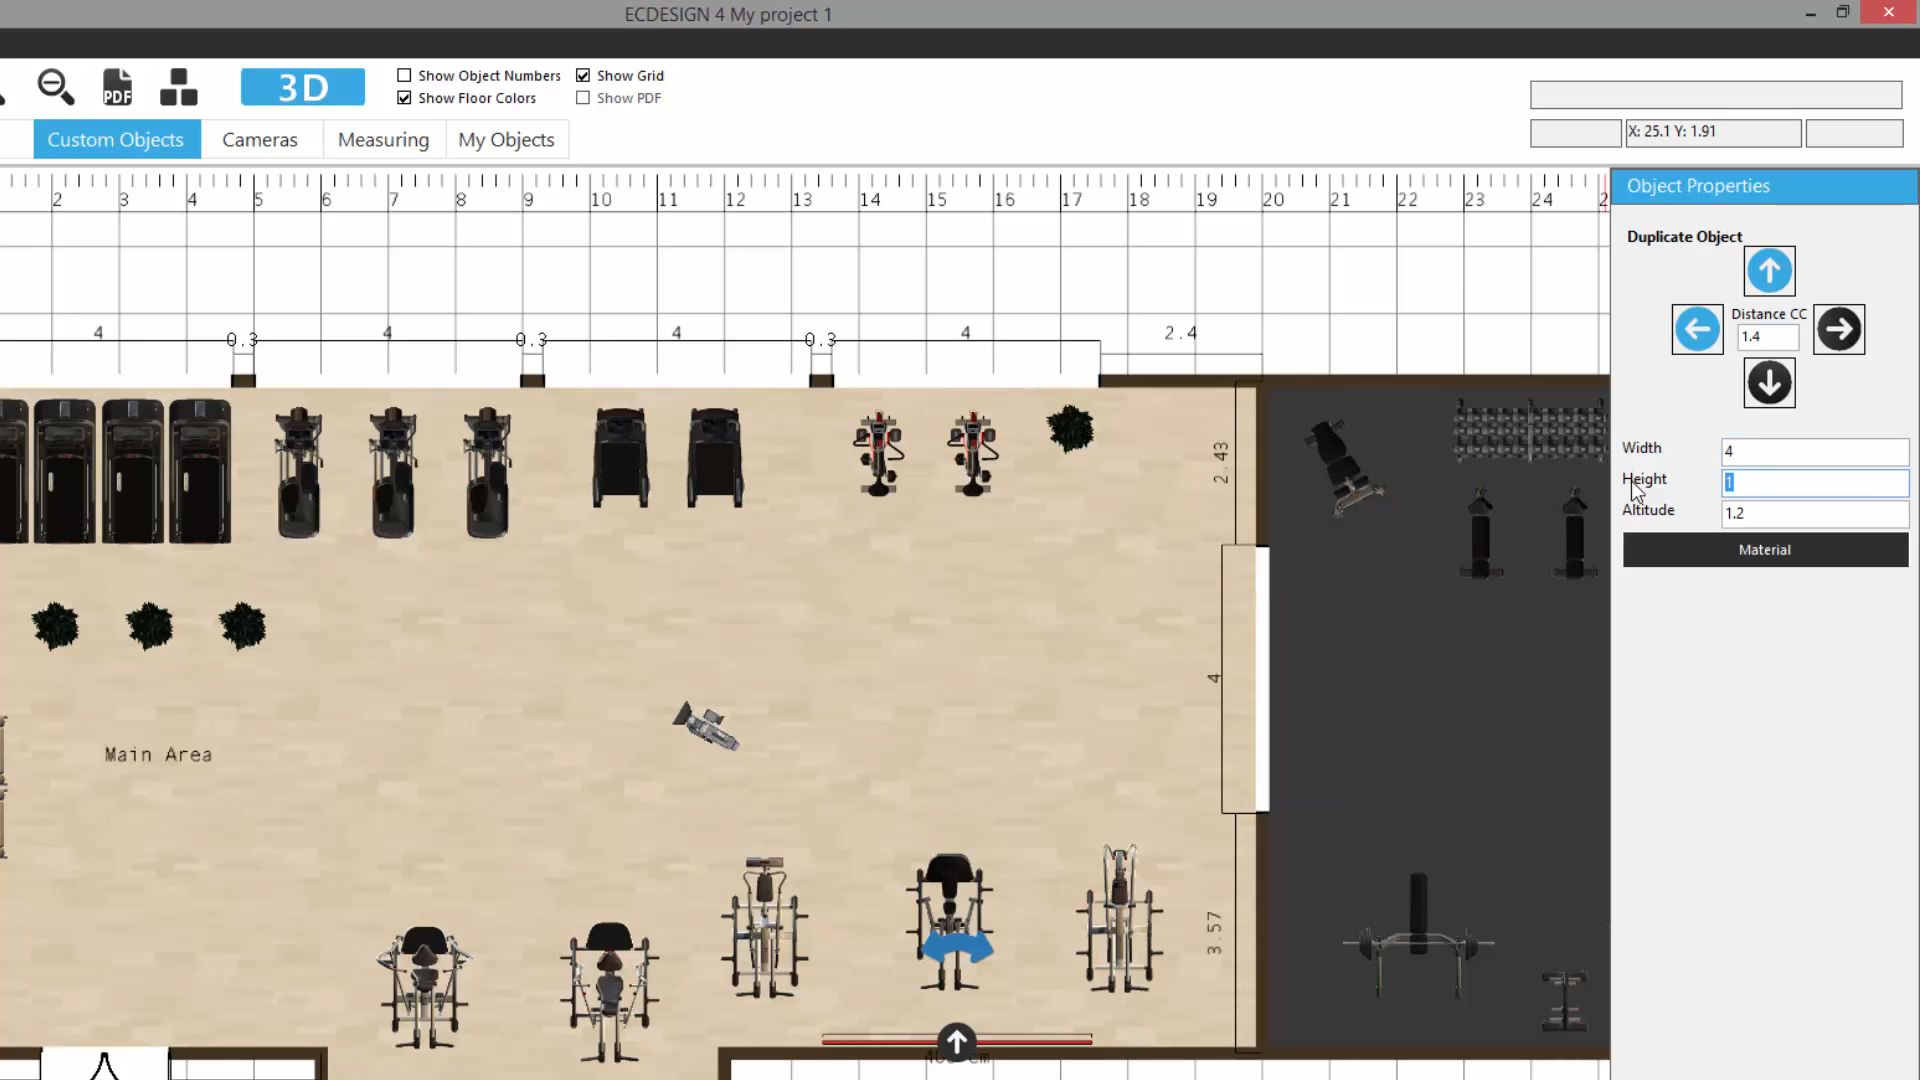 ECDESIGN 4 My project 1
PDF
3D
Show Object Numbers
Show Grid
Show Floor Colors
Show PDF
X: 25.1 Y: 1.91
Custom Objects
Cameras
Measuring
My Objects
2 3 4 5 6 7 8 9 10 11 12 13 14 15 16 17 18 19 20 21 22 23 24
Object Properties
Duplicate Object
Distance CC
1.4
4 0.3 4 0.3 4 0.3 4 2.4
Width 4
Height 1
Altitude 1.2
Material
2.43
4
Main Area
3.57